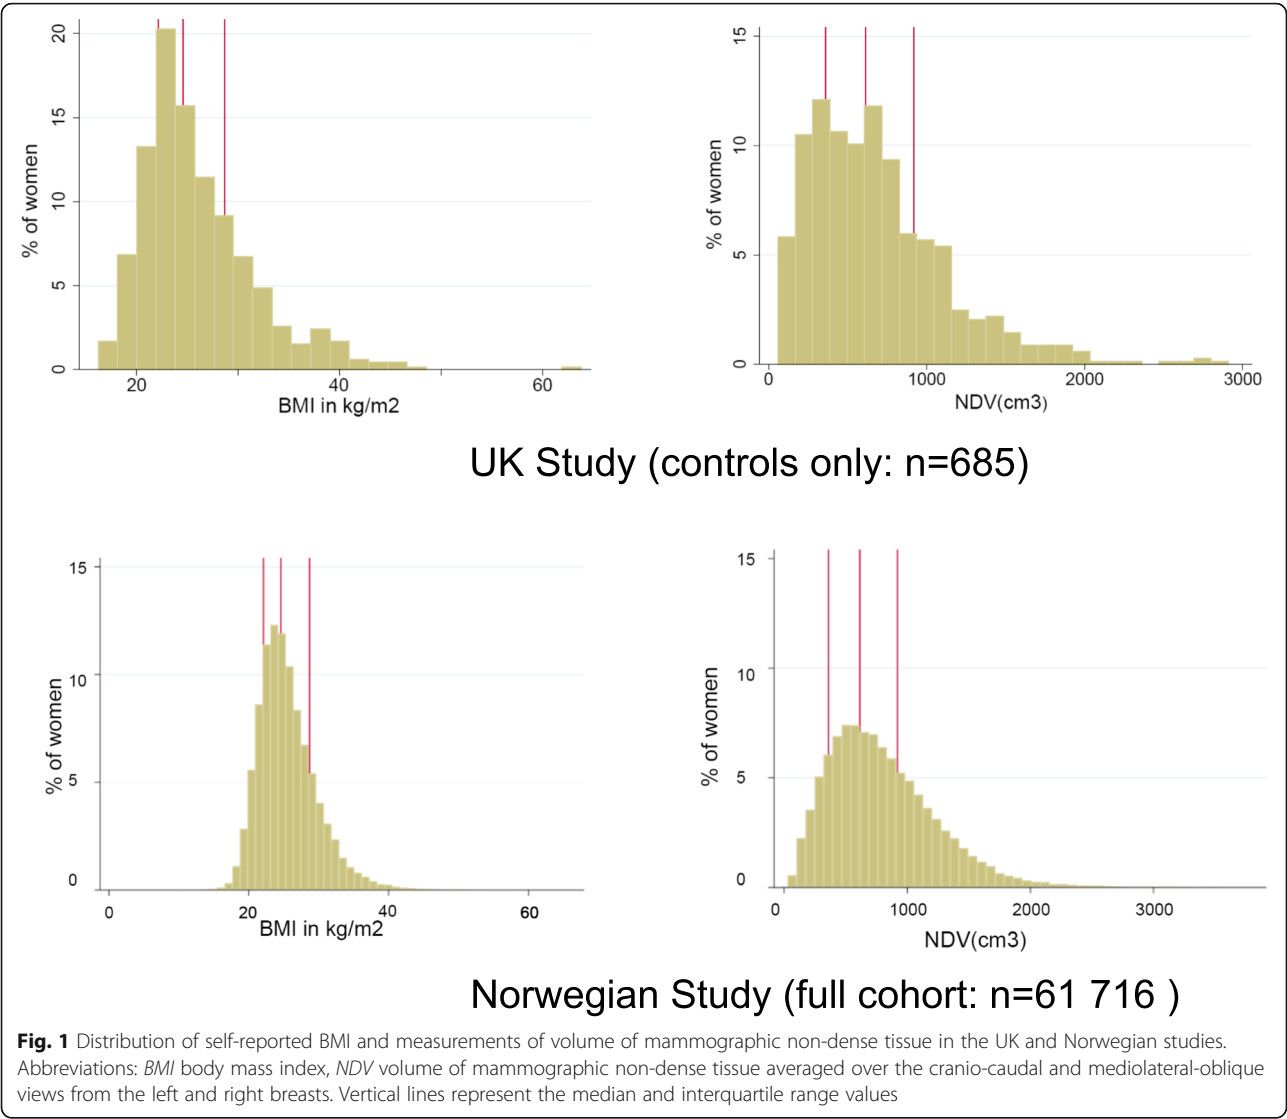 20
15
10
5
0
% of women
20
40
60
BMI in kg/m2
15
10
5
0
% of women
0
1000
2000
3000
NDV(cm3)
UK Study (controls only: n=685)
15
10
5
0
% of women
0
20
40
60
BMI in kg/m2
15
10
5
0
% of women
0
1000
2000
3000
NDV(cm3)
Norwegian Study (full cohort: n=61 716 )
Fig. 1 Distribution of self-reported BMI and measurements of volume of mammographic non-dense tissue in the UK and Norwegian studies.
Abbreviations: BMI body mass index, NDV volume of mammographic non-dense tissue averaged over the cranio-caudal and mediolateral-oblique
views from the left and right breasts. Vertical lines represent the median and interquartile range values